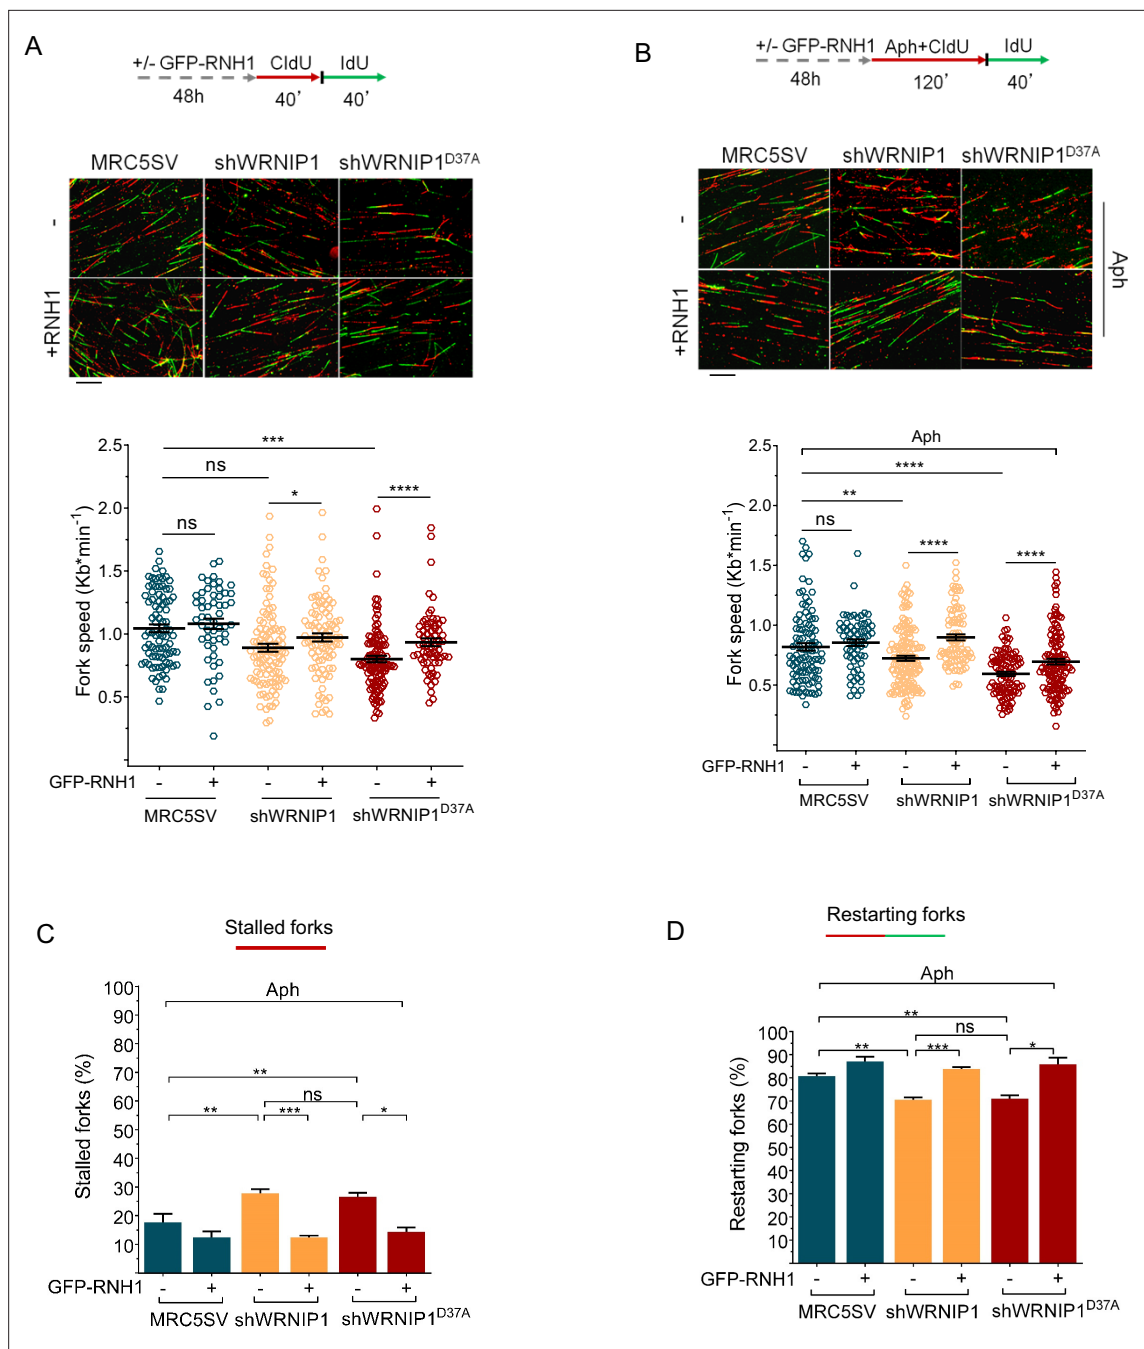 A
+/- GFP-RNH1 CldU IdU
48h 40’ 40’
MRC5SV shWRNIP1 shWRNIP1D37A
-
+RNH1
Fork speed (Kb*min-1)
2.5
2.0
1.5
1.0
0.5
***
ns
*
****
ns
GFP-RNH1 - + - + - +
MRC5SV shWRNIP1 shWRNIP1D37A
B
+/- GFP-RNH1 Aph+CldU IdU
48h 120’ 40’
MRC5SV shWRNIP1 shWRNIP1D37A
-
+RNH1
Aph
Fork speed (Kb*min-1)
2.5
2.0
1.5
1.0
0.5
Aph
****
**
ns
****
****
GFP-RNH1 - + - + - +
MRC5SV shWRNIP1 shWRNIP1D37A
C
Stalled forks
Stalled forks (%)
100
90
80
70
60
50
40
30
20
10
Aph
**
ns
** *** *
GFP-RNH1 - + - + - +
MRC5SV shWRNIP1 shWRNIP1D37A
D
Restarting forks
Restarting forks (%)
100
90
80
70
60
50
40
30
20
10
Aph
**
ns
** *** *
GFP-RNH1 - + - + - +
MRC5SV shWRNIP1 shWRNIP1D37A